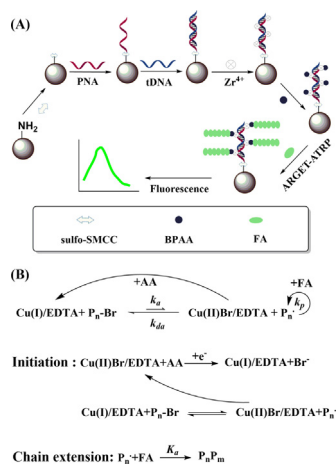 (A)
PNA
tDNA
Zr⁴⁺
NH₂
ARGET-ATRP
Fluorescence
sulfo-SMCC
BPAA
FA
(B)
+AA
+FA
Cu(I)/EDTA+ Pₙ-Br kₐ k_da Cu(II)Br/EDTA + Pₙ· kₚ
Initiation : Cu(II)Br/EDTA+AA +e⁻ Cu(I)/EDTA+Br⁻
Cu(I)/EDTA+Pₙ-Br Cu(II)Br/EDTA+Pₙ·
Chain extension: Pₙ·+FA Kₐ PₙPₘ